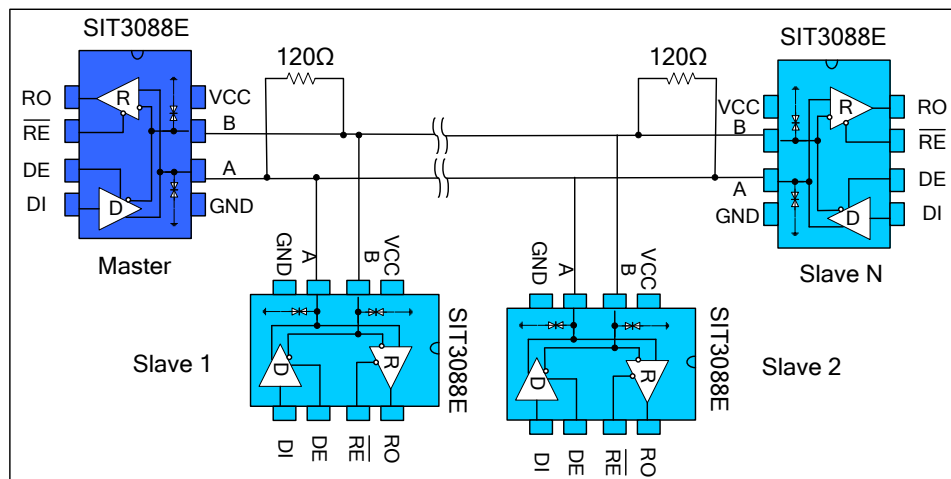 SIT3088E
SIT3088E
120Ω
120Ω
RO
RE
DE
DI
R
D
VCC
B
A
GND
Master
VCC
B
A
GND
R
D
RO
RE
DE
DI
Slave N
GND
A
B
VCC
D
R
SIT3088E
Slave 1
DI
DE
RE
RO
GND
A
B
VCC
D
R
SIT3088E
Slave 2
DI
DE
RE
RO